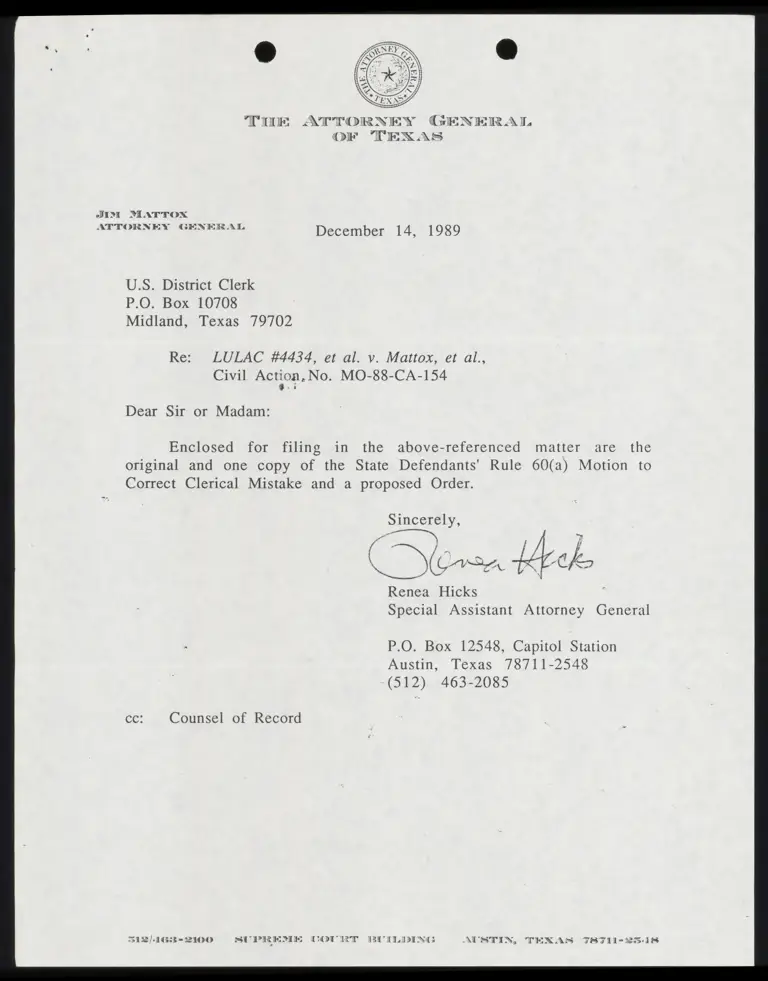 THE ATTORNEY GENERAL
THE ATTORNEY GENERAL
OF TEXAS
JIM MATTOX
ATTORNEY GENERAL
December 14, 1989
U.S. District Clerk
P.O. Box 10708
Midland, Texas 79702
Re: LULAC #4434, et al. v. Mattox, et al.,
Civil Action, No. MO-88-CA-154
Dear Sir or Madam:
Enclosed for filing in the above-referenced matter are the
original and one copy of the State Defendants' Rule 60(a) Motion to
Correct Clerical Mistake and a proposed Order.
Sincerely,
Renea Hicks
Renea Hicks
Special Assistant Attorney General
P.O. Box 12548, Capitol Station
Austin, Texas 78711-2548
(512) 463-2085
cc: Counsel of Record
512/463-2100 SUPREME COURT BUILDING AUSTIN, TEXAS 78711-2548